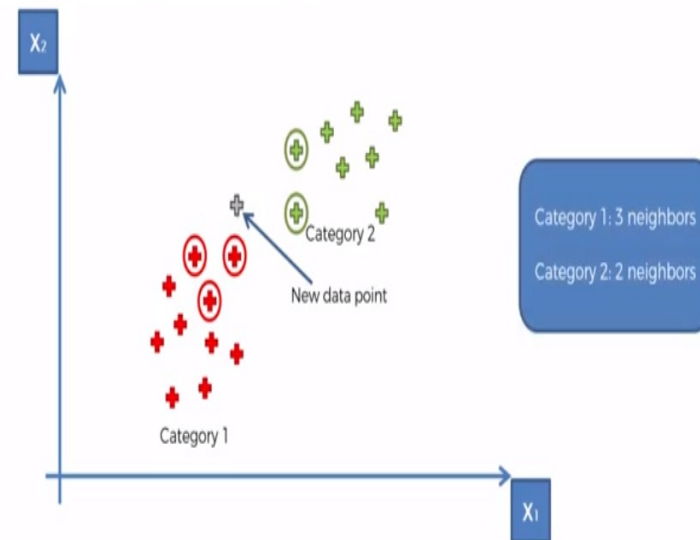 X2
Category 2
New data point
Category 1: 3 neighbors
Category 2: 2 neighbors
Category 1
X1